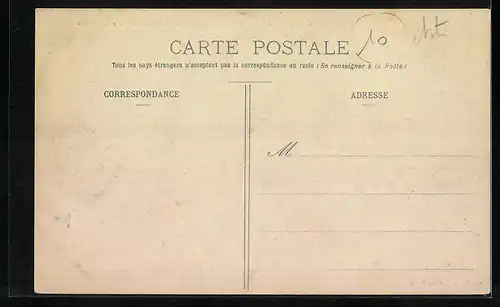 10
CARTE POSTALE
Tous les pays étrangers n'acceptent pas la correspondance au recto (Se renseigner à la Poste)
CORRESPONDANCE
ADRESSE
M